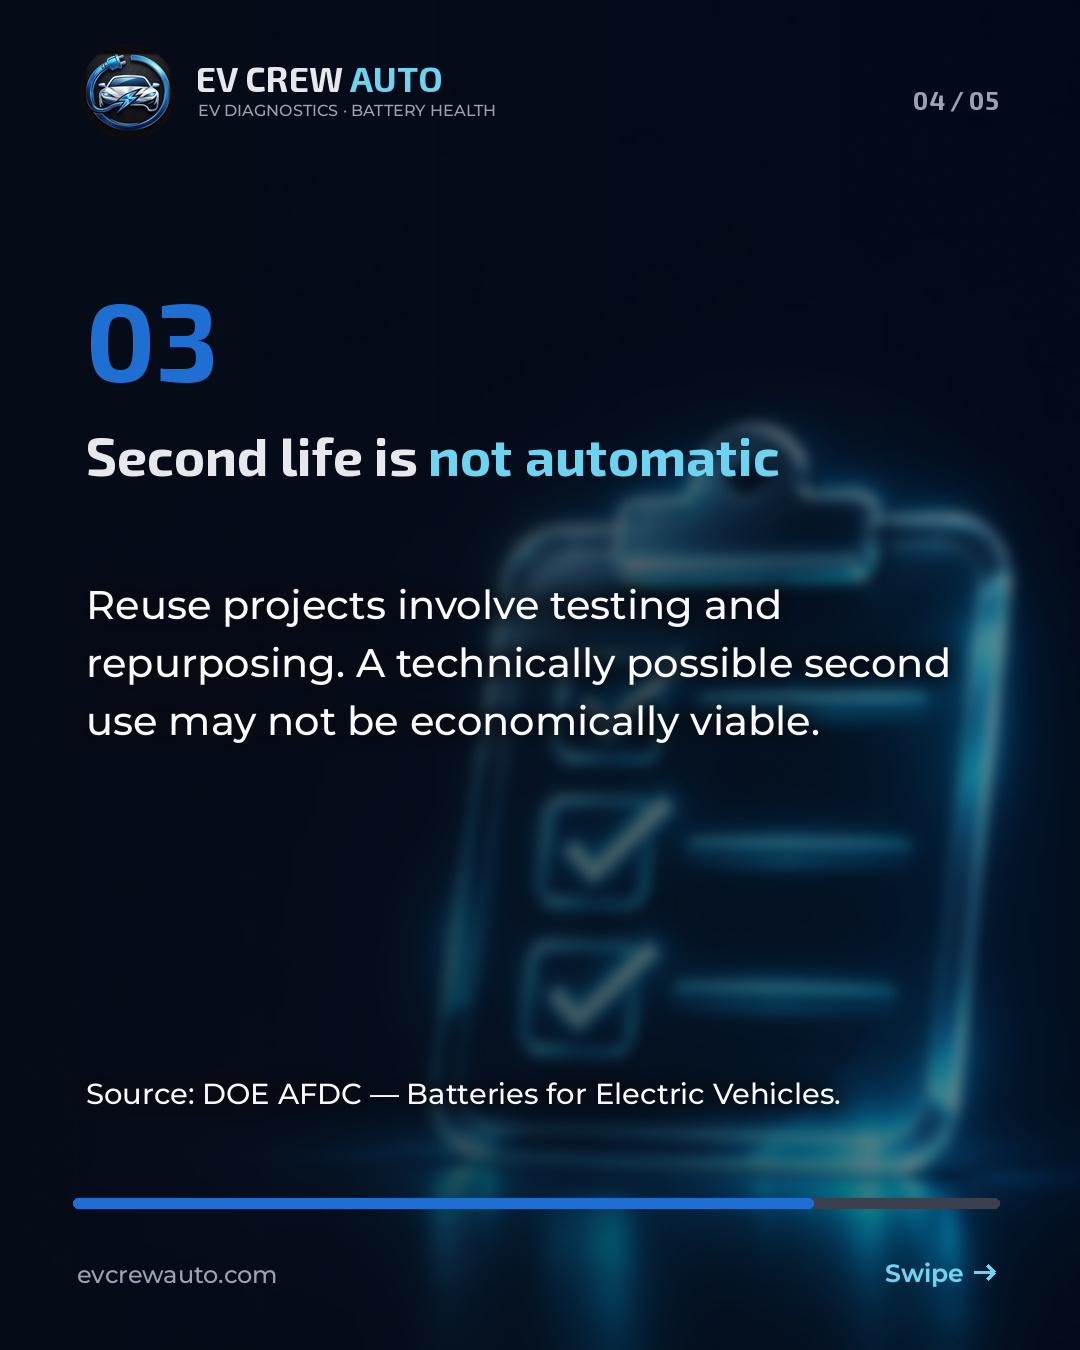 EV CREW AUTO
EV DIAGNOSTICS · BATTERY HEALTH
04 / 05
03
Second life is not automatic
Reuse projects involve testing and
repurposing. A technically possible second
use may not be economically viable.
Source: DOE AFDC — Batteries for Electric Vehicles.
evcrewauto.com
Swipe →